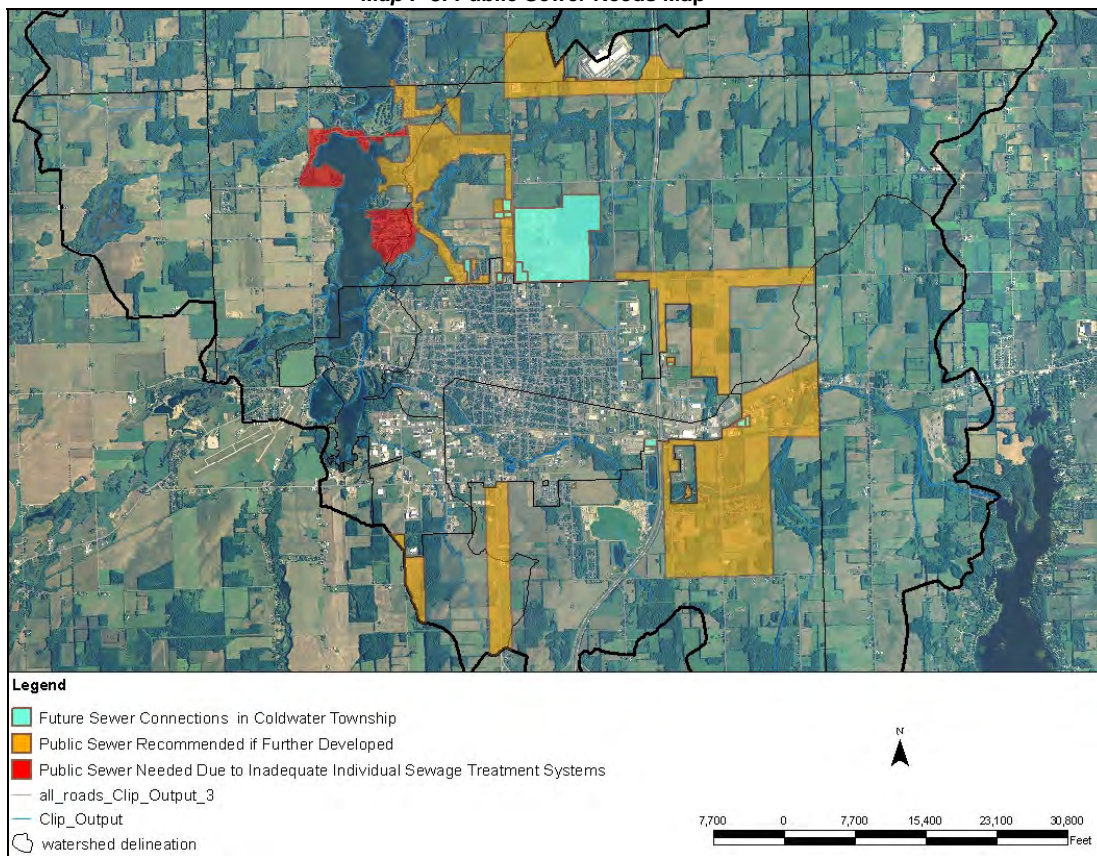 Legend
Future Sewer Connections in Coldwater Township
Public Sewer Recommended if Further Developed
Public Sewer Needed Due to Inadequate Individual Sewage Treatment Systems
all_roads_Clip_Output_3
Clip_Output
watershed delineation
N
7,700 0 7,700 15,400 23,100 30,800
Feet